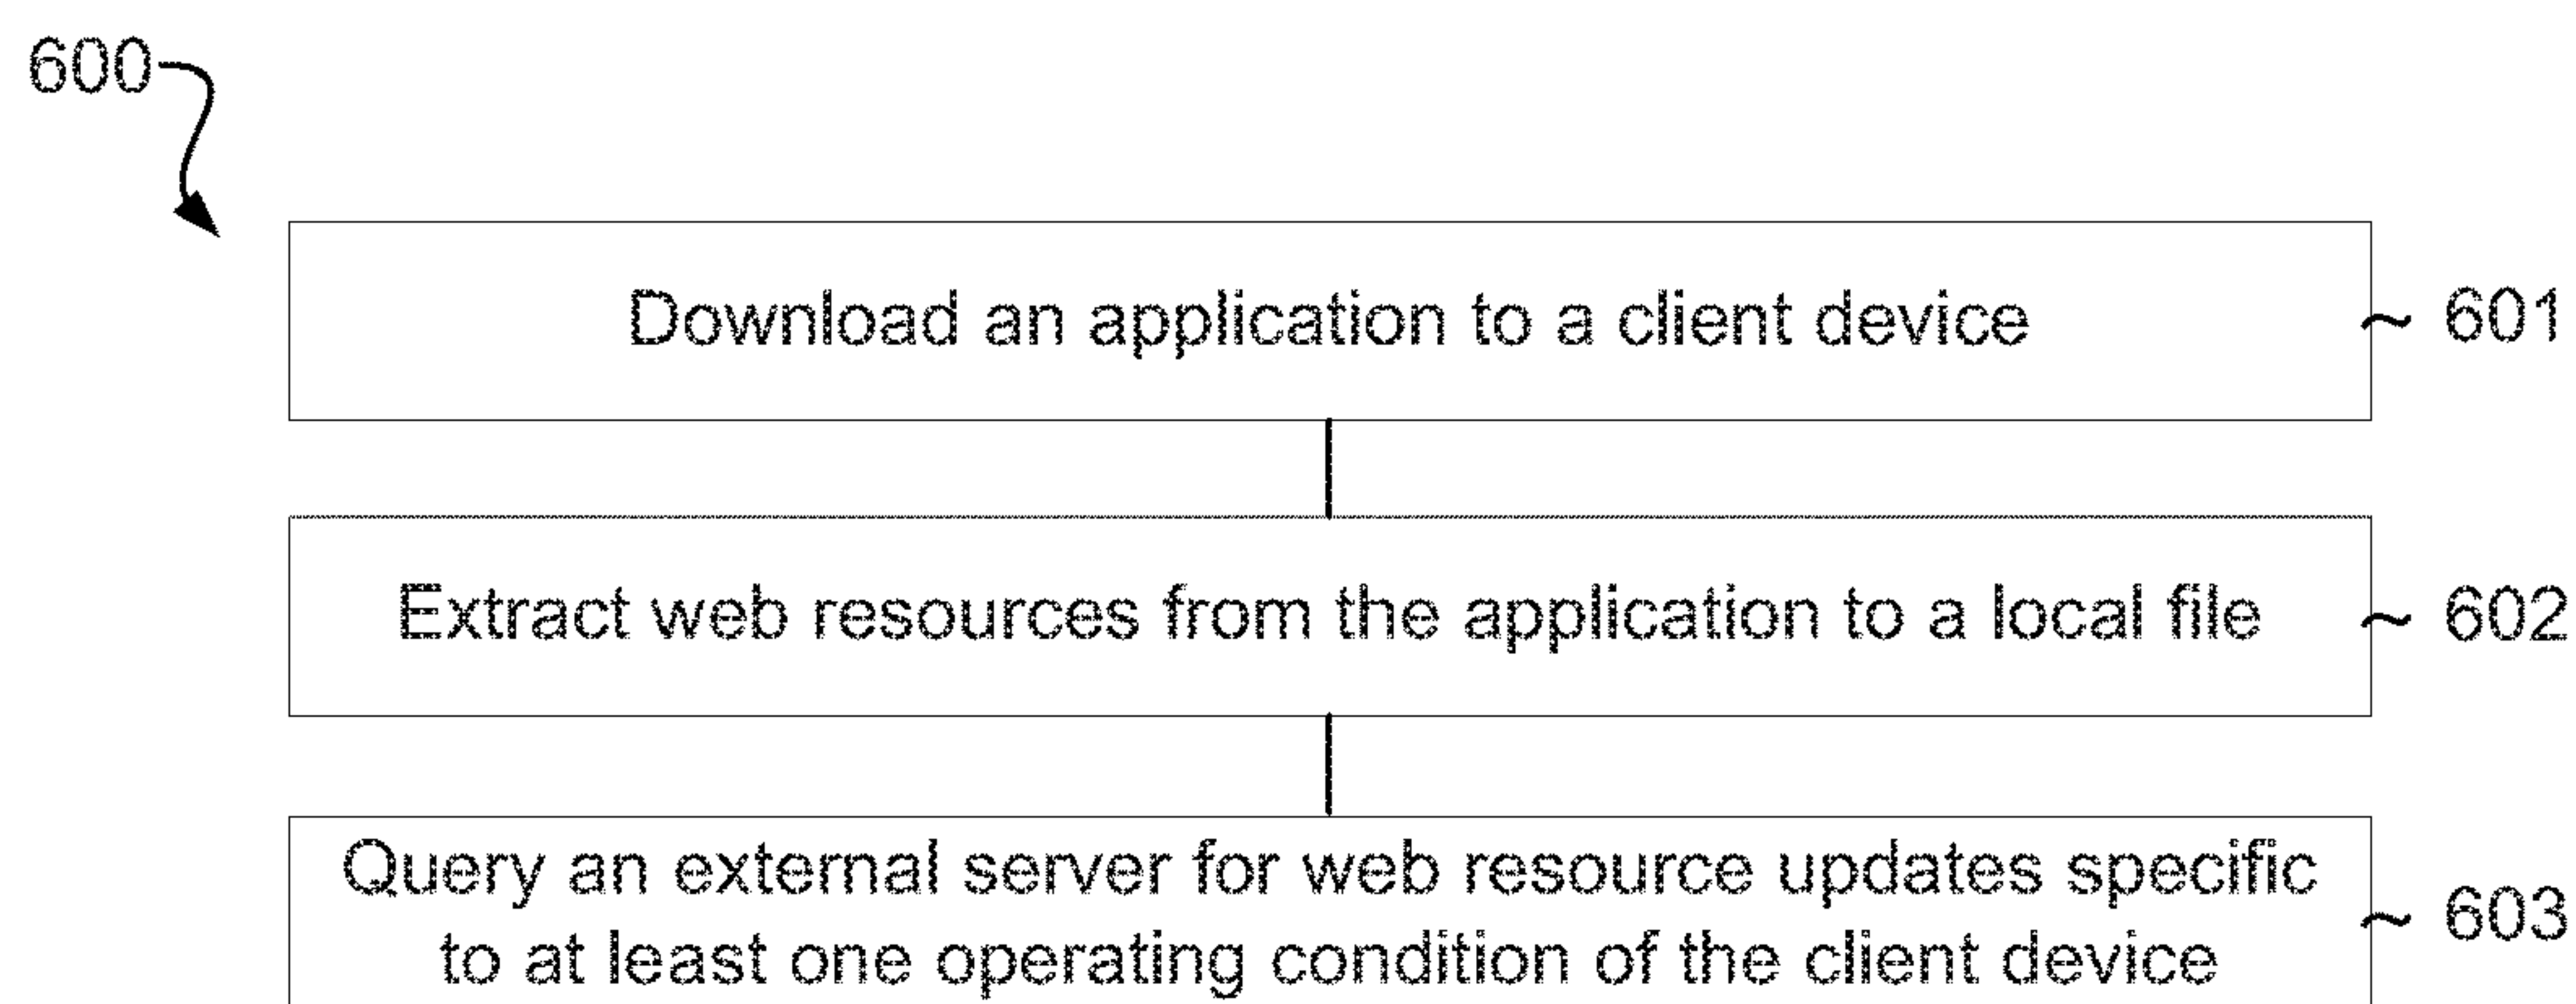 600
Download an application to a client device
601
Extract web resources from the application to a local file
602
Query an external server for web resource updates specific
to at least one operating condition of the client device
603